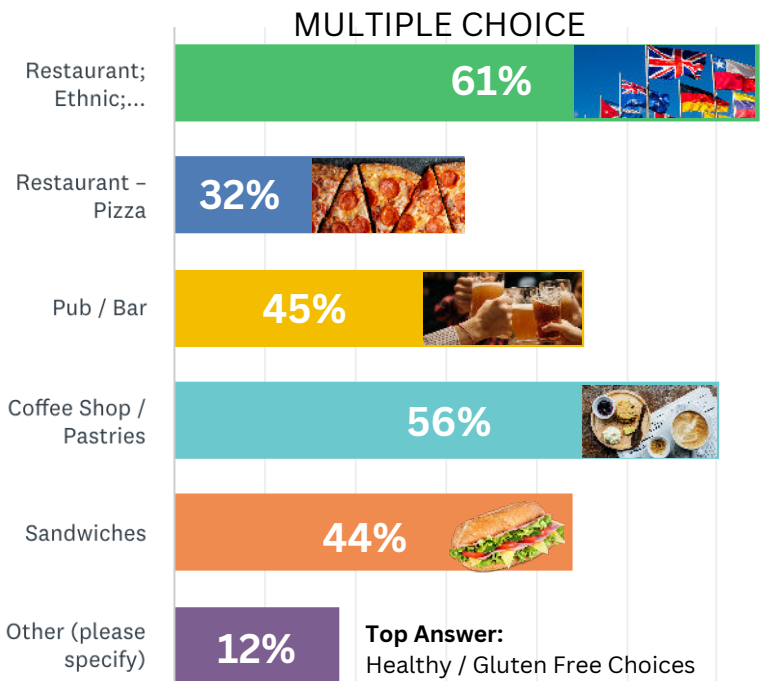 MULTIPLE CHOICE
Restaurant;
Ethnic;...
61%
Restaurant –
Pizza
32%
Pub / Bar
45%
Coffee Shop /
Pastries
56%
Sandwiches
44%
Other (please
specify)
12%
Top Answer:
Healthy / Gluten Free Choices